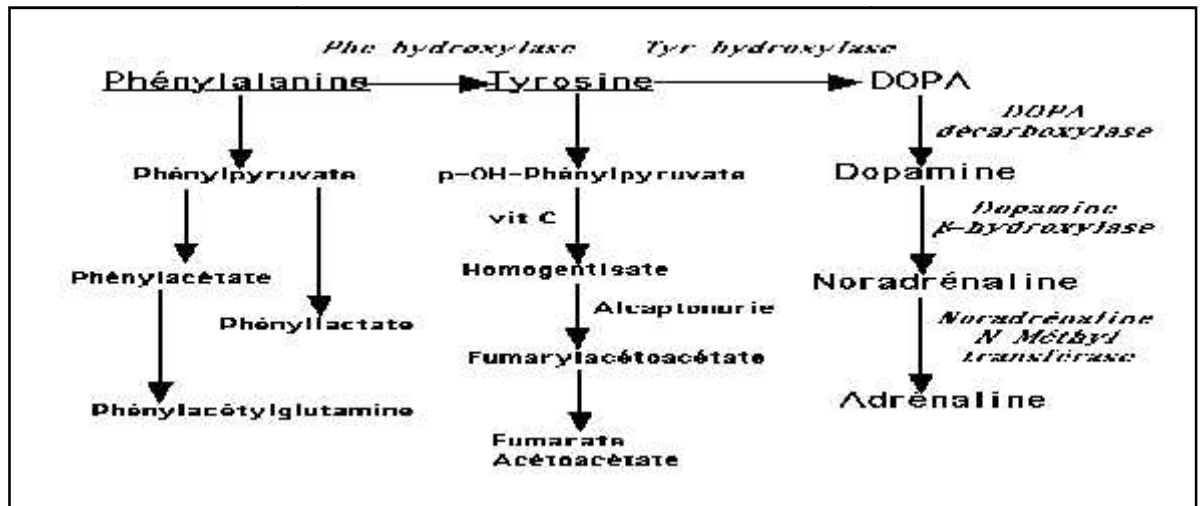 Phe hydroxylase Tyr hydroxylase
Phénylalanine Tyrosine DOPA
DOPA
décarboxylase
Phénylpyruvate p-OH-Phénylpyruvate Dopamine
vit C Dopamine
β-hydroxylase
Phénylacétate Homogentisate Noradrénaline
Phényllactate Alcaptonurie Noradrénaline
N Méthyl
transférase
Fumarylacétoacétate
Phénylacétylglutamine Adrénaline
Fumarate
Acétoacétate